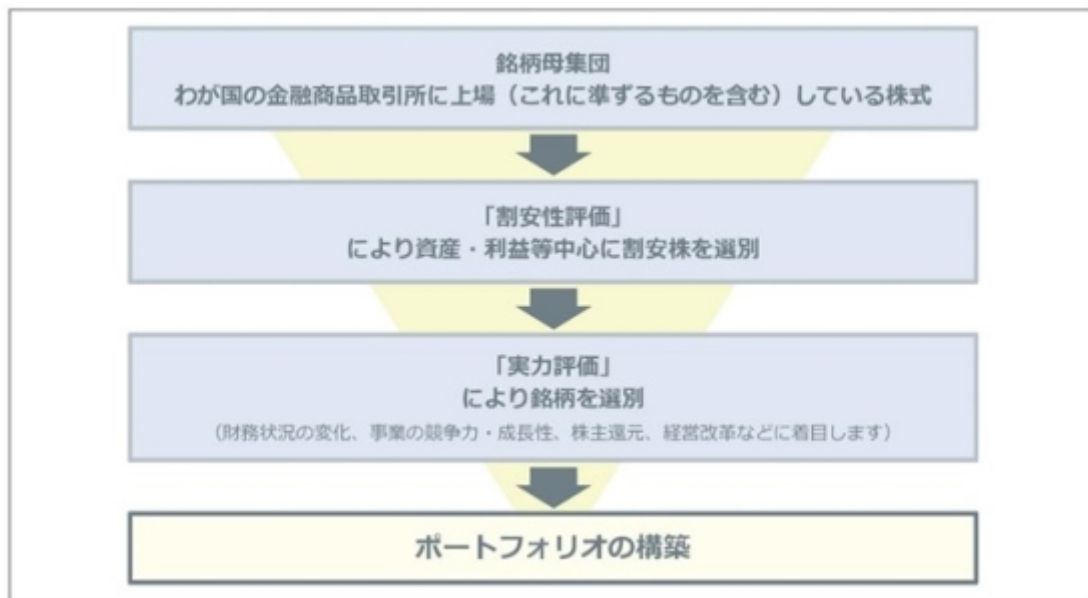 銘柄母集団
わが国の金融商品取引所に上場（これに準ずるものを含む）している株式
「割安性評価」
により資産・利益等中心に割安株を選別
「実力評価」
により銘柄を選別
（財務状況の変化、事業の競争力・成長性、株主還元、経営改革などに着目します）
ポートフォリオの構築